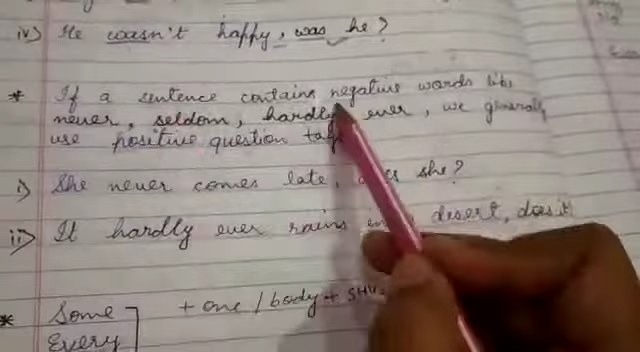 iv) He wasn't happy, was he?
* If a sentence contains negative words like
never, seldom, hardly ever, we generally
use positive question
i) She never comes late, does she?
ii) It hardly ever rains desert, does it
* Some + one / body +
Every